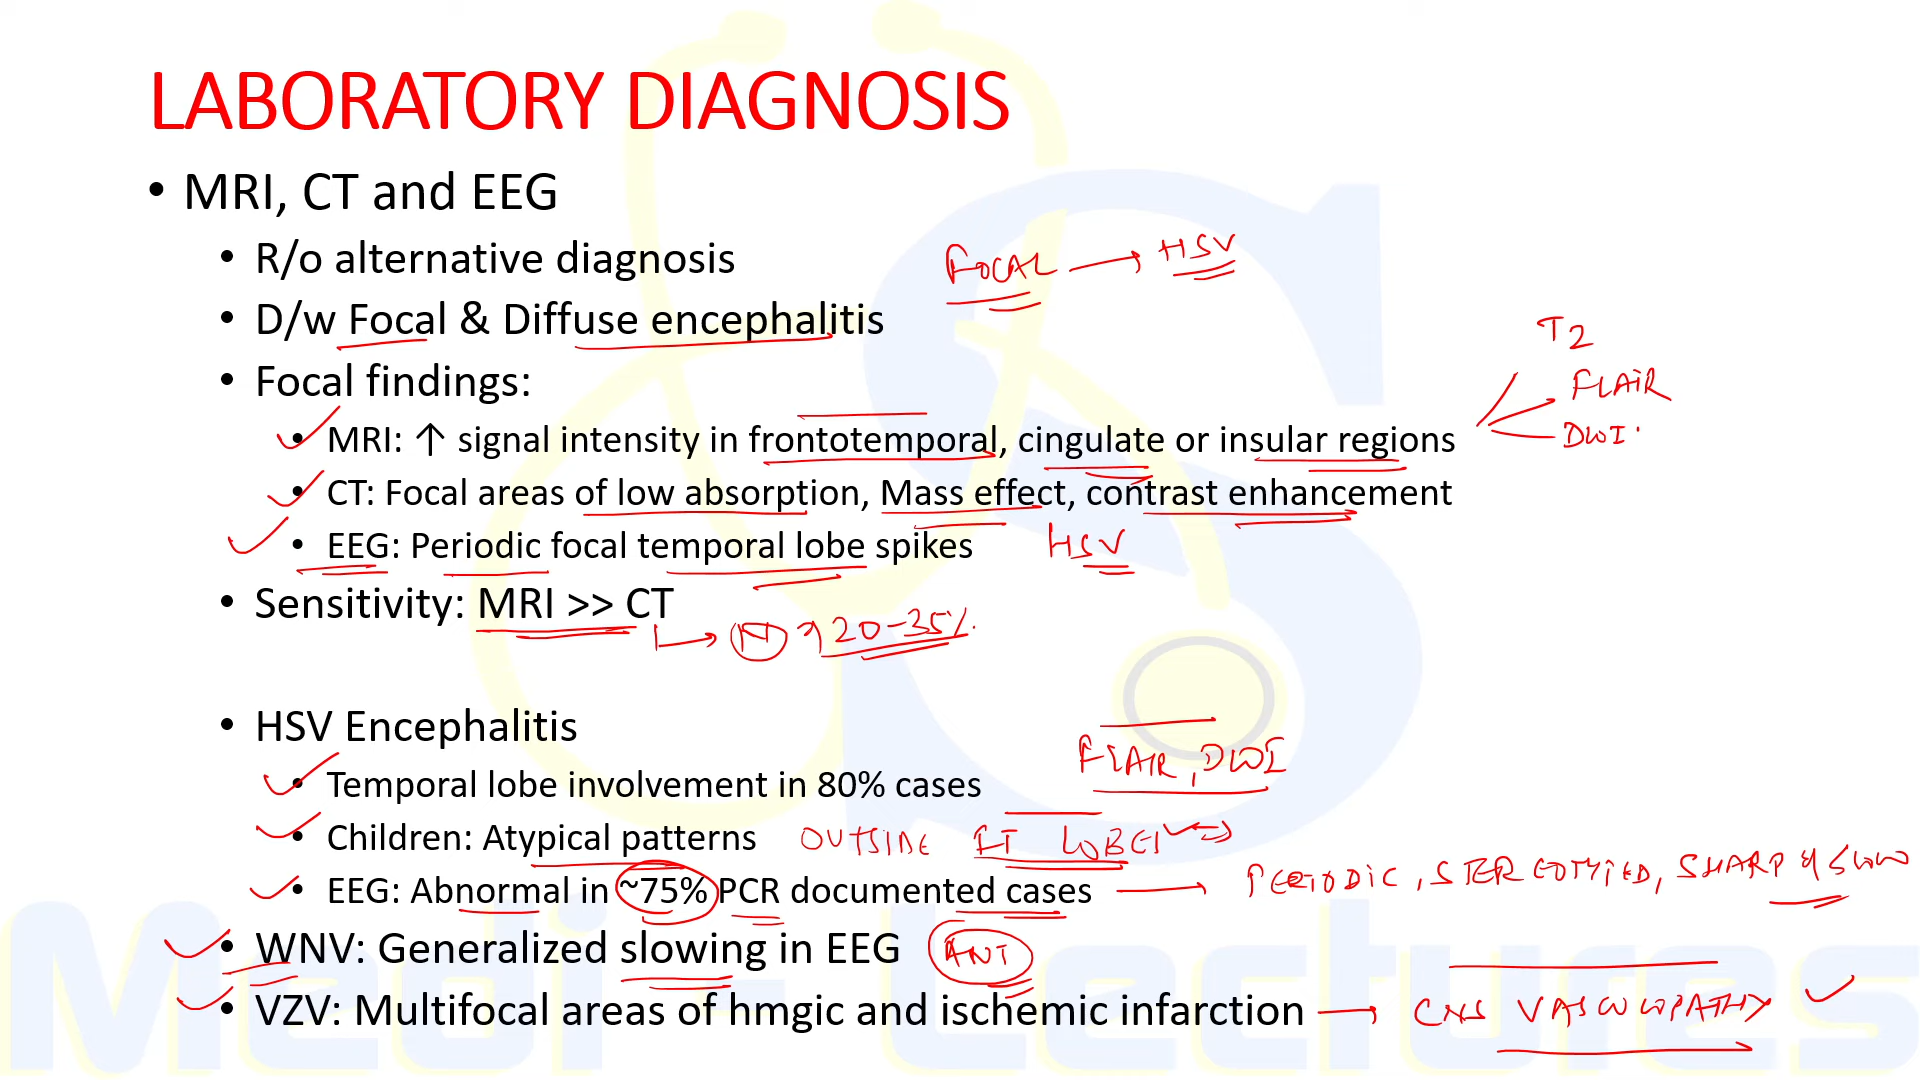 LABORATORY DIAGNOSIS
• MRI, CT and EEG
• R/o alternative diagnosis
FOCAL → HSV
• D/w Focal & Diffuse encephalitis
T2
• Focal findings:
FLAIR
• MRI: ↑ signal intensity in frontotemporal, cingulate or insular regions
DWI
• CT: Focal areas of low absorption, Mass effect, contrast enhancement
• EEG: Periodic focal temporal lobe spikes HSV
• Sensitivity: MRI >> CT
→ N 20-35%
• HSV Encephalitis
FLAIR, DWI
• Temporal lobe involvement in 80% cases
• Children: Atypical patterns OUTSIDE FT LOBE
• EEG: Abnormal in ~75% PCR documented cases → PERIODIC, STEREOTYPED, SHARP & SLOW
• WNV: Generalized slowing in EEG ANT
• VZV: Multifocal areas of hmgic and ischemic infarction → CNS VASCULOPATHY
Medi - Lectures